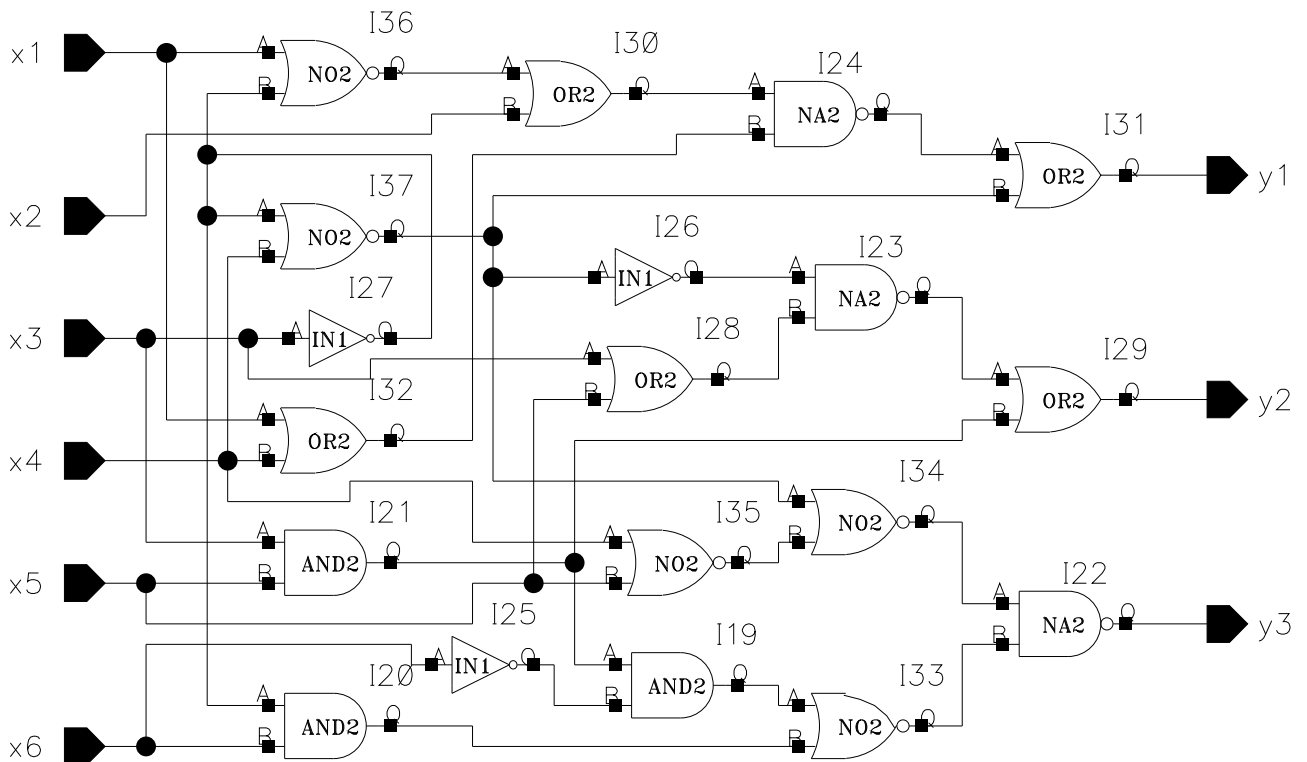 I36
x1
A
Q
NO2
B
I30
A
Q
OR2
B
I24
A
Q
NA2
B
I31
A
Q
OR2
B
y1
x2
I37
A
Q
NO2
B
I26
A
Q
IN1
I23
A
Q
NA2
B
I27
x3
A
Q
IN1
I28
A
Q
OR2
B
I29
A
Q
OR2
B
y2
I32
A
Q
OR2
x4
B
I34
A
Q
NO2
B
I21
A
Q
AND2
x5
B
I35
A
Q
NO2
B
I22
A
Q
NA2
B
y3
I25
A
Q
IN1
I19
A
Q
AND2
B
I20
A
Q
AND2
x6
B
I33
A
Q
NO2
B